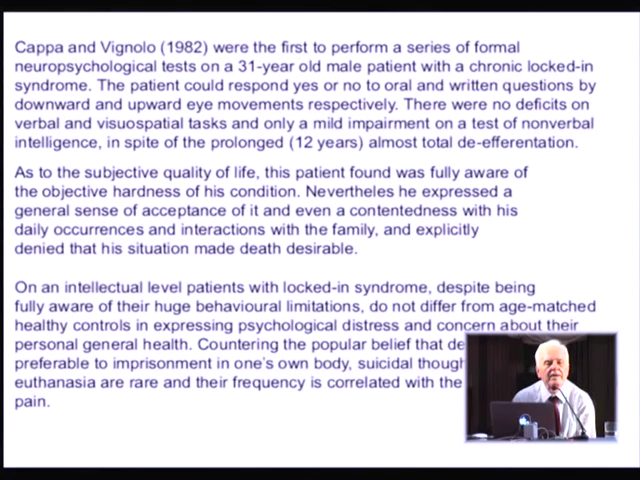 Cappa and Vignolo (1982) were the first to perform a series of formal
neuropsychological tests on a 31-year old male patient with a chronic locked-in
syndrome. The patient could respond yes or no to oral and written questions by
downward and upward eye movements respectively. There were no deficits on
verbal and visuospatial tasks and only a mild impairment on a test of nonverbal
intelligence, in spite of the prolonged (12 years) almost total de-efferentation.
As to the subjective quality of life, this patient found was fully aware of
the objective hardness of his condition. Nevertheles he expressed a
general sense of acceptance of it and even a contentedness with his
daily occurrences and interactions with the family, and explicitly
denied that his situation made death desirable.
On an intellectual level patients with locked-in syndrome, despite being
fully aware of their huge behavioural limitations, do not differ from age-matched
healthy controls in expressing psychological distress and concern about their
personal general health. Countering the popular belief that de
preferable to imprisonment in one's own body, suicidal though
euthanasia are rare and their frequency is correlated with the
pain.